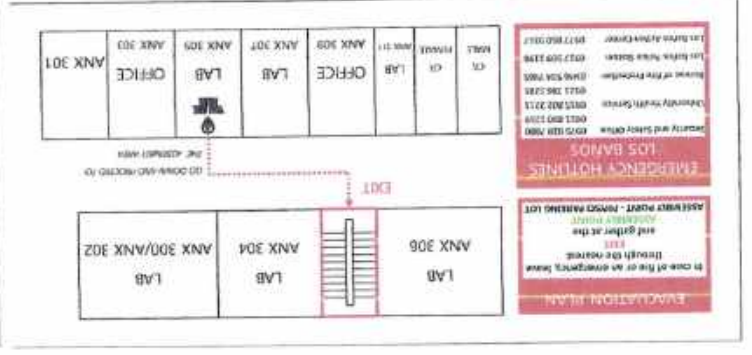 EVACUATION PLAN
In case of fire or an emergency, leave
through the nearest
EXIT
and gather at the
ASSEMBLY POINT
ASSEMBLY POINT - PHYSCI PARKING LOT
EMERGENCY HOTLINES
LOS BANOS
Security and Safety Office
University Health Service
Bureau of Fire Protection
Los Baños Police Station
Los Baños Action Center
LAB
ANX 306
LAB
ANX 304
LAB
ANX 300/ANX 302
EXIT
GO DOWN AND PROCEED TO
THE ASSEMBLY AREA
CR
MALE
CR
FEMALE
LAB
ANX 311
OFFICE
ANX 309
LAB
ANX 307
LAB
ANX 305
OFFICE
ANX 303
ANX 301